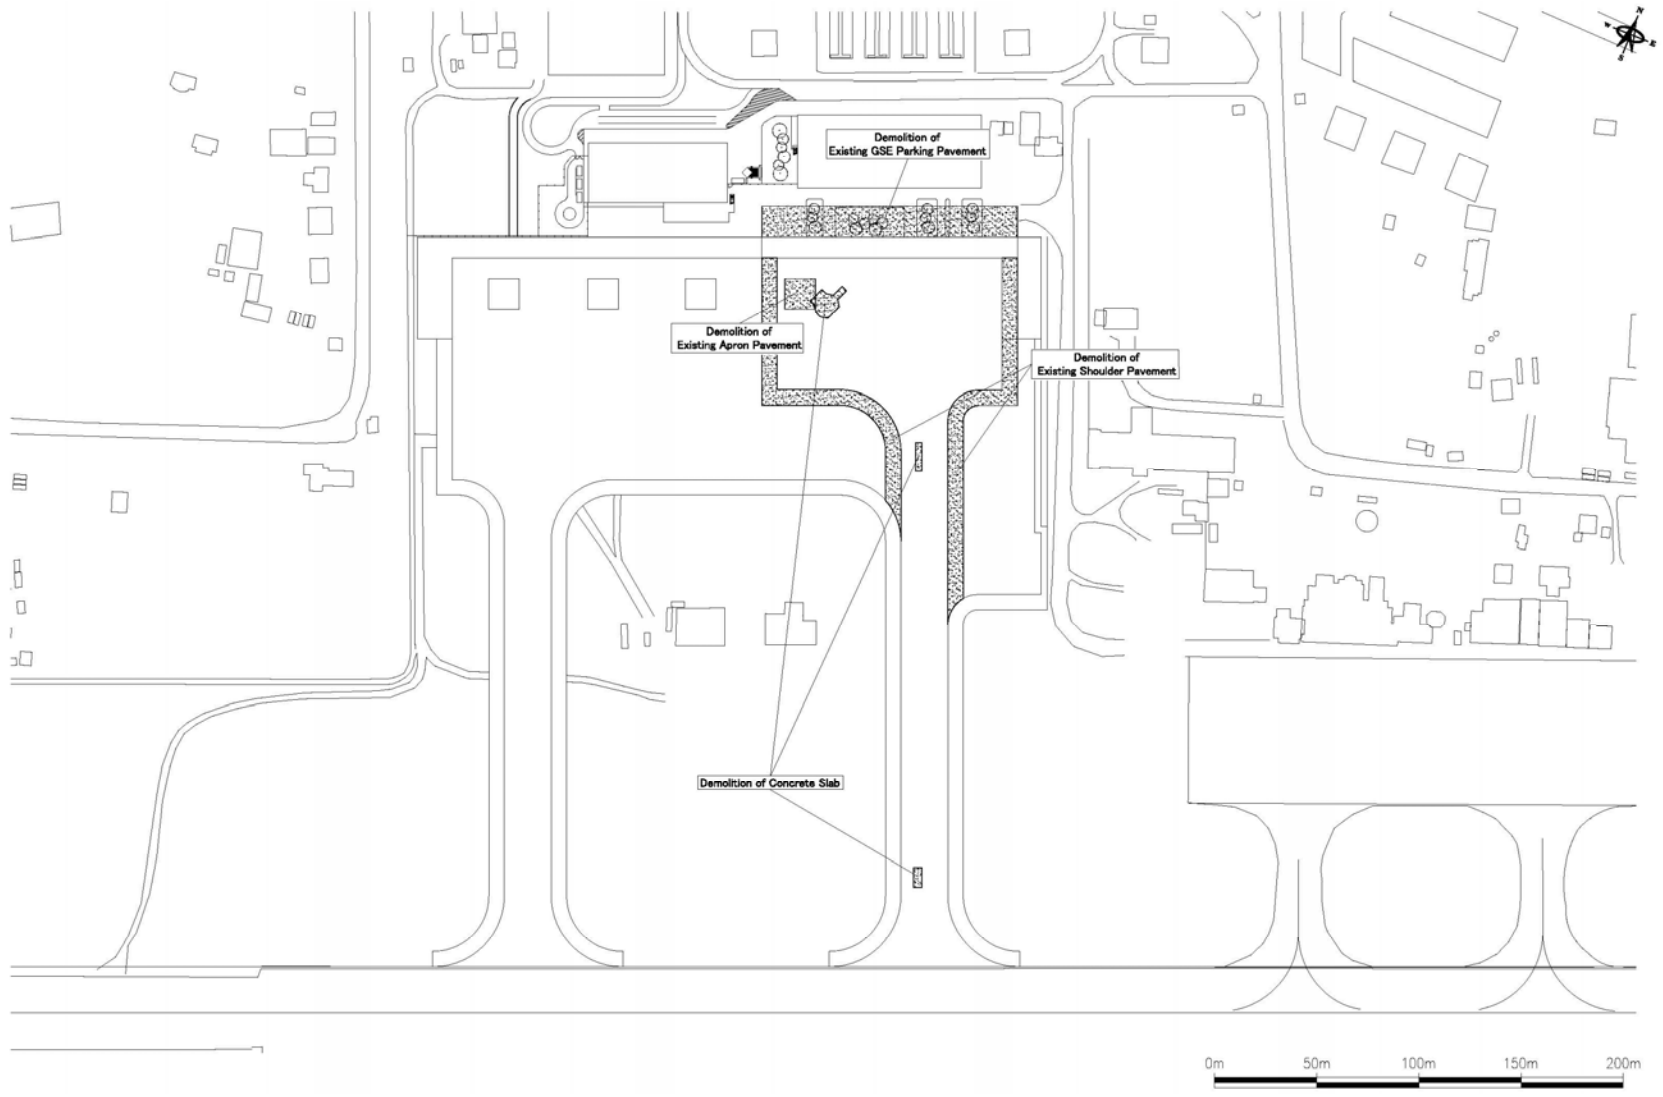 N
W
E
S
Demolition of
Existing GSE Parking Pavement
Demolition of
Existing Apron Pavement
Demolition of
Existing Shoulder Pavement
Demolition of Concrete Slab
0m 50m 100m 150m 200m